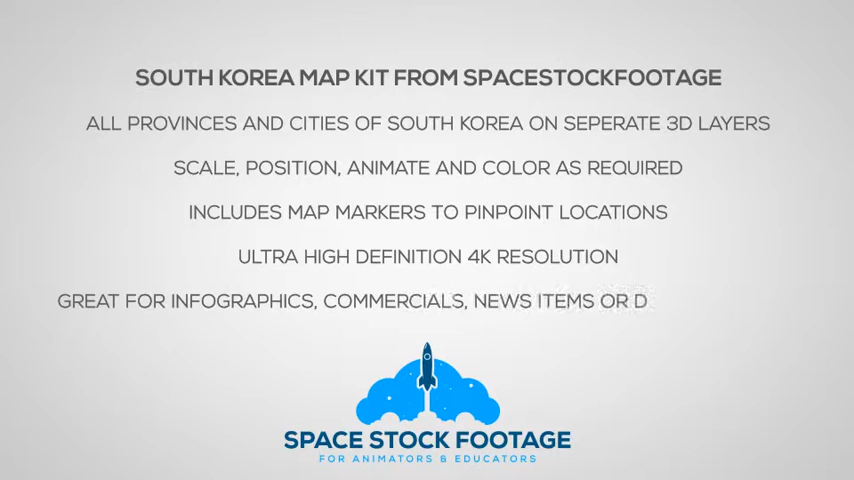 SOUTH KOREA MAP KIT FROM SPACESTOCKFOOTAGE
ALL PROVINCES AND CITIES OF SOUTH KOREA ON SEPERATE 3D LAYERS
SCALE, POSITION, ANIMATE AND COLOR AS REQUIRED
INCLUDES MAP MARKERS TO PINPOINT LOCATIONS
ULTRA HIGH DEFINITION 4K RESOLUTION
GREAT FOR INFOGRAPHICS, COMMERCIALS, NEWS ITEMS OR D
SPACE STOCK FOOTAGE
FOR ANIMATORS & EDUCATORS